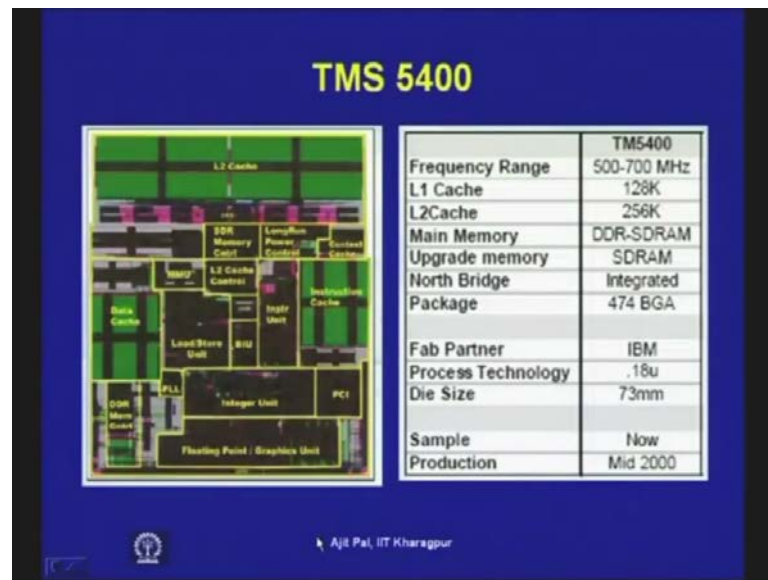 TMS 5400
L2 Cache
SDR
Memory
Cntrl
LongRun
Power
Control
Context
Cache
MMU
L2 Cache
Control
Data
Cache
Load/Store
Unit
BIU
Instr
Unit
Instruction
Cache
PLL
DDR
Mem
Cntrl
Integer Unit
PCI
Floating Point / Graphics Unit
TM5400
Frequency Range 500-700 MHz
L1 Cache 128K
L2Cache 256K
Main Memory DDR-SDRAM
Upgrade memory SDRAM
North Bridge Integrated
Package 474 BGA
Fab Partner IBM
Process Technology .18u
Die Size 73mm
Sample Now
Production Mid 2000
Ajit Pal, IIT Kharagpur